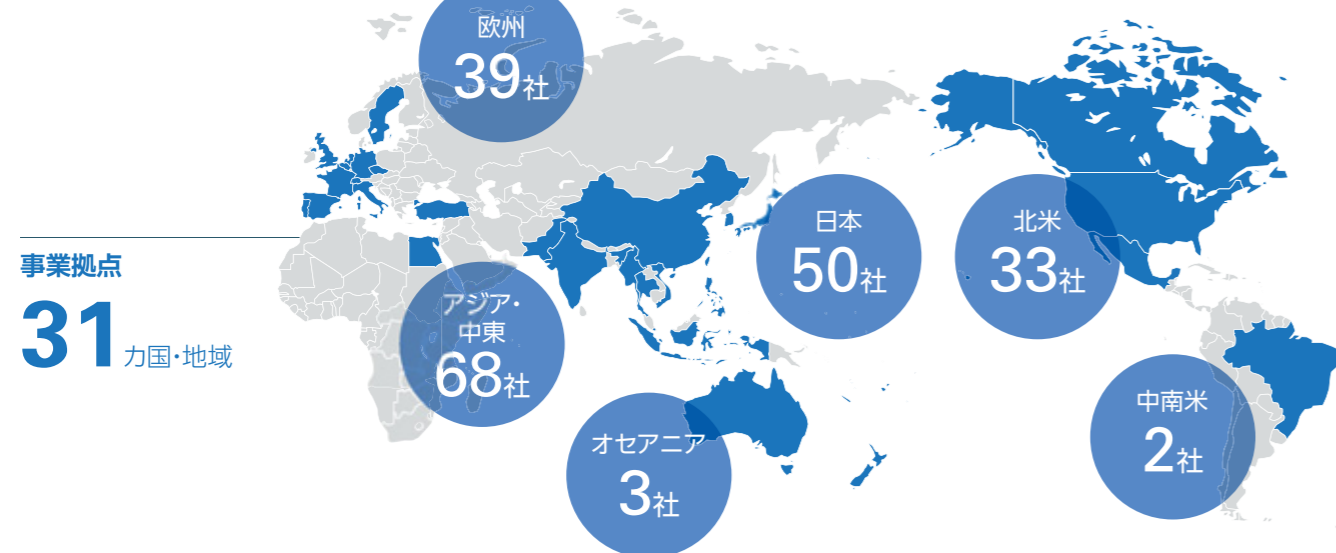 欧州
39社
事業拠点
31カ国・地域
アジア・
中東
68社
オセアニア
3社
日本
50社
北米
33社
中南米
2社